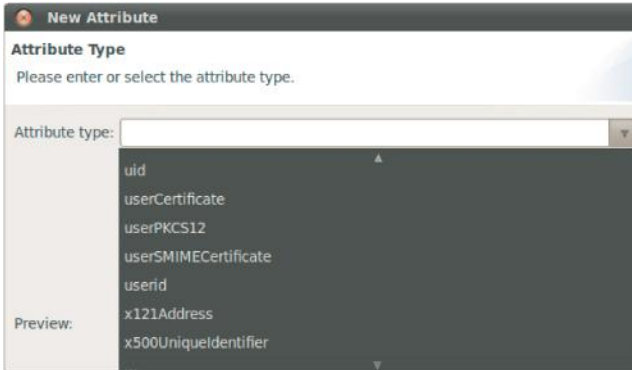 New Attribute
Attribute Type
Please enter or select the attribute type.
Attribute type:
uid
userCertificate
userPKCS12
userSMIMECertificate
userid
x121Address
Preview:
x500UniqueIdentifier